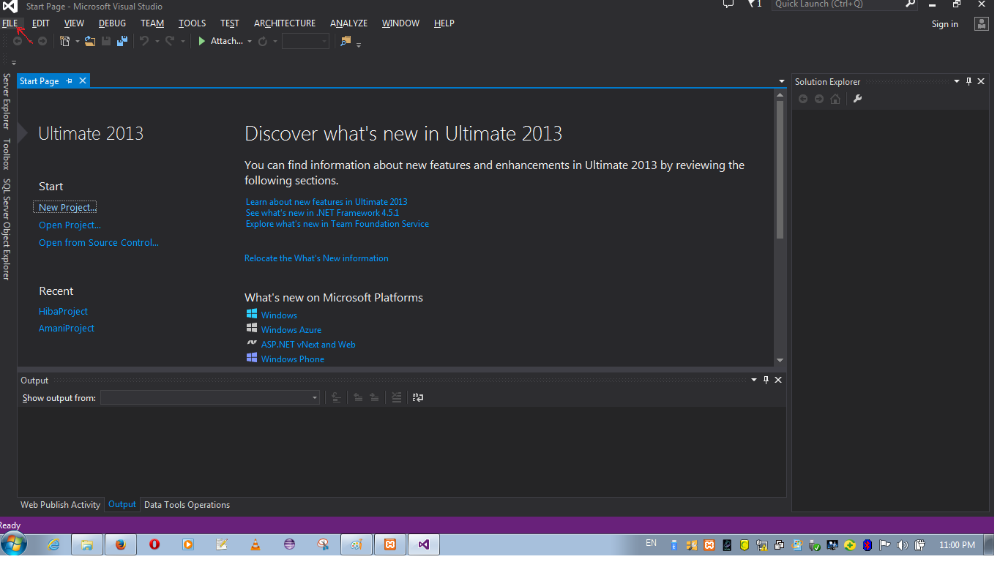 Start Page - Microsoft Visual Studio
1
Quick Launch (Ctrl+Q)
FILE EDIT VIEW DEBUG TEAM TOOLS TEST ARCHITECTURE ANALYZE WINDOW HELP
Sign in
Attach...
Server Explorer
Toolbox
SQL Server Object Explorer
Start Page
Solution Explorer
Ultimate 2013
Start
New Project...
Open Project...
Open from Source Control...
Recent
HibaProject
AmaniProject
Discover what's new in Ultimate 2013
You can find information about new features and enhancements in Ultimate 2013 by reviewing the
following sections.
Learn about new features in Ultimate 2013
See what's new in .NET Framework 4.5.1
Explore what's new in Team Foundation Service
Relocate the What's New information
What's new on Microsoft Platforms
Windows
Windows Azure
ASP.NET vNext and Web
Windows Phone
Output
Show output from:
Web Publish Activity Output Data Tools Operations
Ready
EN
11:00 PM